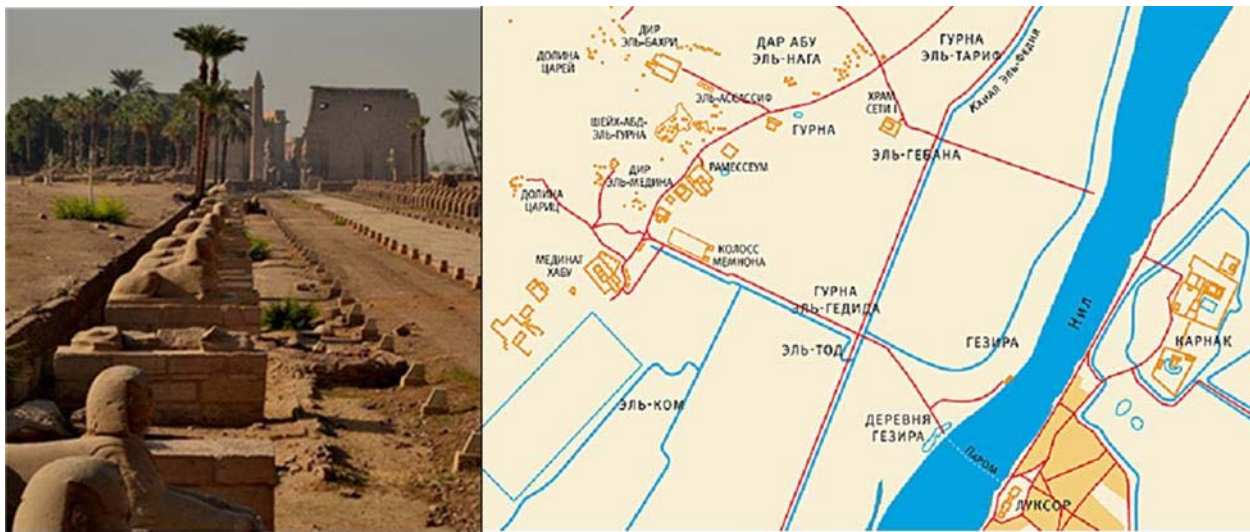 ДИР
ЭЛЬ-БАХРИ
ДОЛИНА
ЦАРЕЙ
ДАР АБУ
ЭЛЬ-НАГА
ГУРНА
ЭЛЬ-ТАРИФ
КАНАЛ ЭЛЬ-ФЕДИЯ
ЭЛЬ-АССАСИФ
ХРАМ
СЕТИ I
ШЕЙХ-АБД-
ЭЛЬ-ГУРНА
ГУРНА
ЭЛЬ-ГЕБАНА
РАМЕССЕУМ
ДИР
ЭЛЬ-МЕДИНА
ДОЛИНА
ЦАРИЦ
КОЛОСС
МЕМНОНА
МЕДИНАТ
ХАБУ
ГУРНА
ЭЛЬ-ГЕДИДА
НИЛ
ЭЛЬ-ТОД
ГЕЗИРА
КАРНАК
ЭЛЬ-КОМ
ДЕРЕВНЯ
ГЕЗИРА
ПАРОМ
ЛУКСОР